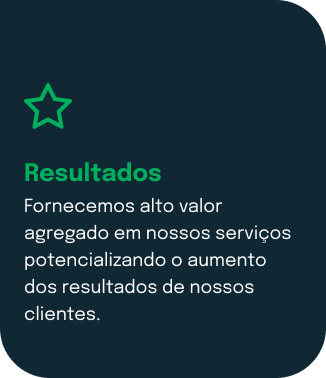 Resultados
Fornecemos alto valor
agregado em nossos serviços
potencializando o aumento
dos resultados de nossos
clientes.